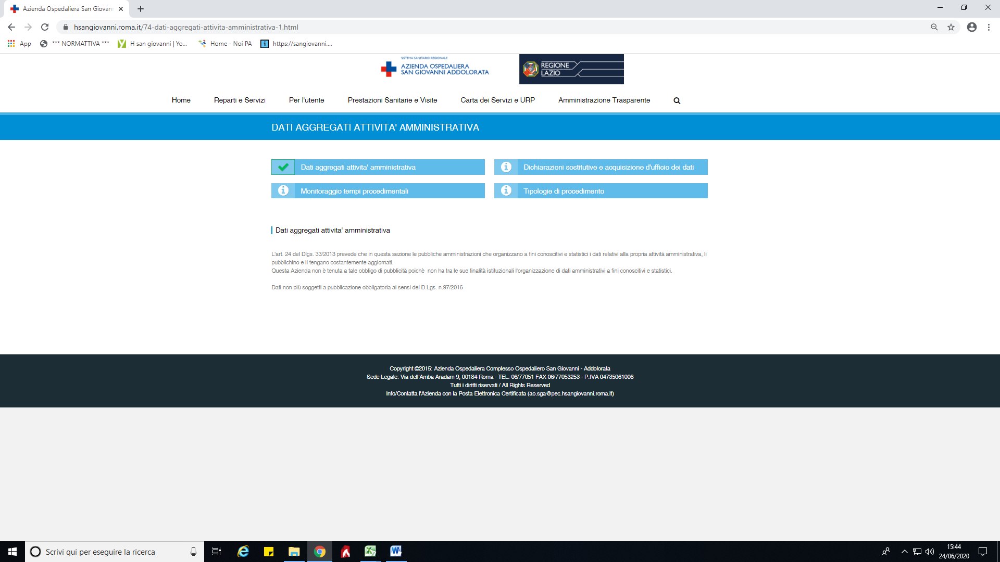 Azienda Ospedaliera San Giovan
hsangiovanni.roma.it/74-dati-aggregati-attivita-amministrativa-1.html
App
*** NORMATTIVA ***
H san giovanni | Yo...
Home - Noi PA
https://sangiovanni....
SISTEMA SANITARIO REGIONALE
AZIENDA OSPEDALIERA
SAN GIOVANNI ADDOLORATA
REGIONE
LAZIO
Home
Reparti e Servizi
Per l'utente
Prestazioni Sanitarie e Visite
Carta dei Servizi e URP
Amministrazione Trasparente
DATI AGGREGATI ATTIVITA' AMMINISTRATIVA
Dati aggregati attivita' amministrativa
Dichiarazioni sostitutive e acquisizione d'ufficio dei dati
Monitoraggio tempi procedimentali
Tipologie di procedimento
Dati aggregati attivita' amministrativa
L'art. 24 del Dlgs. 33/2013 prevede che in questa sezione le pubbliche amministrazioni che organizzano a fini conoscitivi e statistici i dati relativi alla propria attività amministrativa, li
pubblichino e li tengano costantemente aggiornati.
Questa Azienda non è tenuta a tale obbligo di pubblicità poichè  non ha tra le sue finalità istituzionali l'organizzazione di dati amministrativi a fini conoscitivi e statistici.
Dati non più soggetti a pubblicazione obbligatoria ai sensi del D.Lgs. n.97/2016
Copyright ©2015: Azienda Ospedaliera Complesso Ospedaliero San Giovanni - Addolorata
Sede Legale: Via dell'Amba Aradam 9, 00184 Roma - TEL. 06/77051 FAX 06/77053253 - P.IVA 04735061006
Tutti i diritti riservati / All Rights Reserved
Info/Contatta l'Azienda con la Posta Elettronica Certificata (ao.sga@pec.hsangiovanni.roma.it)
Scrivi qui per eseguire la ricerca
15:44
24/06/2020